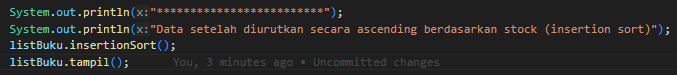 System.out.println(x:"*************************");
System.out.println(x:"Data setelah diurutkan secara ascending berdasarkan stock (insertion sort)");
listBuku.insertionSort();
listBuku.tampil();    You, 3 minutes ago • Uncommitted changes